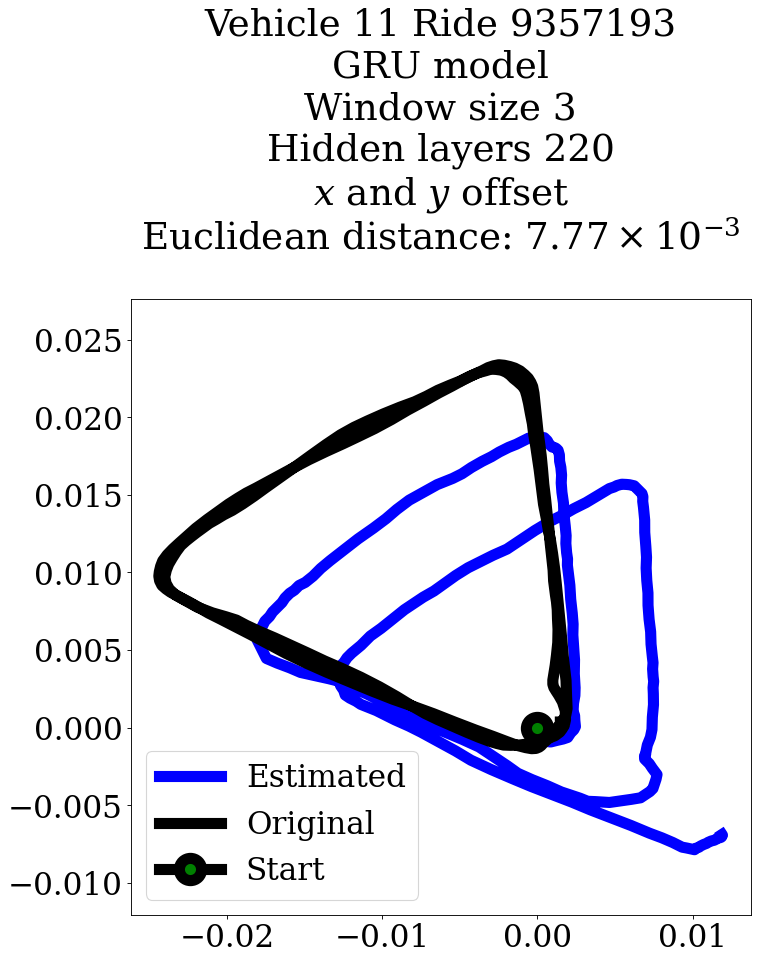 Vehicle 11 Ride 9357193
GRU model
Window size 3
Hidden layers 220
x and y offset
Euclidean distance: 7.77 × 10⁻³
0.025
0.020
0.015
0.010
0.005
0.000
−0.005
−0.010
Estimated
Original
Start
−0.02
−0.01
0.00
0.01